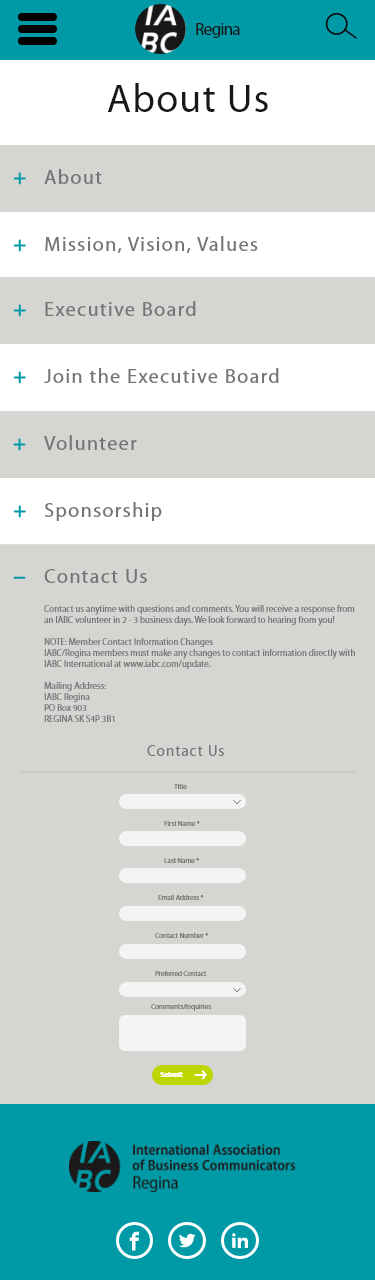 IABC
Regina
About Us
+ About
+ Mission, Vision, Values
+ Executive Board
+ Join the Executive Board
+ Volunteer
+ Sponsorship
− Contact Us
Contact us anytime with questions and comments. You will receive a response from
an IABC volunteer in 2 - 3 business days. We look forward to hearing from you!
NOTE: Member Contact Information Changes
IABC/Regina members must make any changes to contact information directly with
IABC International at www.iabc.com/update.
Mailing Address:
IABC Regina
PO Box 903
REGINA SK S4P 3B1
Contact Us
Title
First Name *
Last Name *
Email Address *
Contact Number *
Preferred Contact
Comments/Inquiries
Submit
IABC
International Association
of Business Communicators
Regina